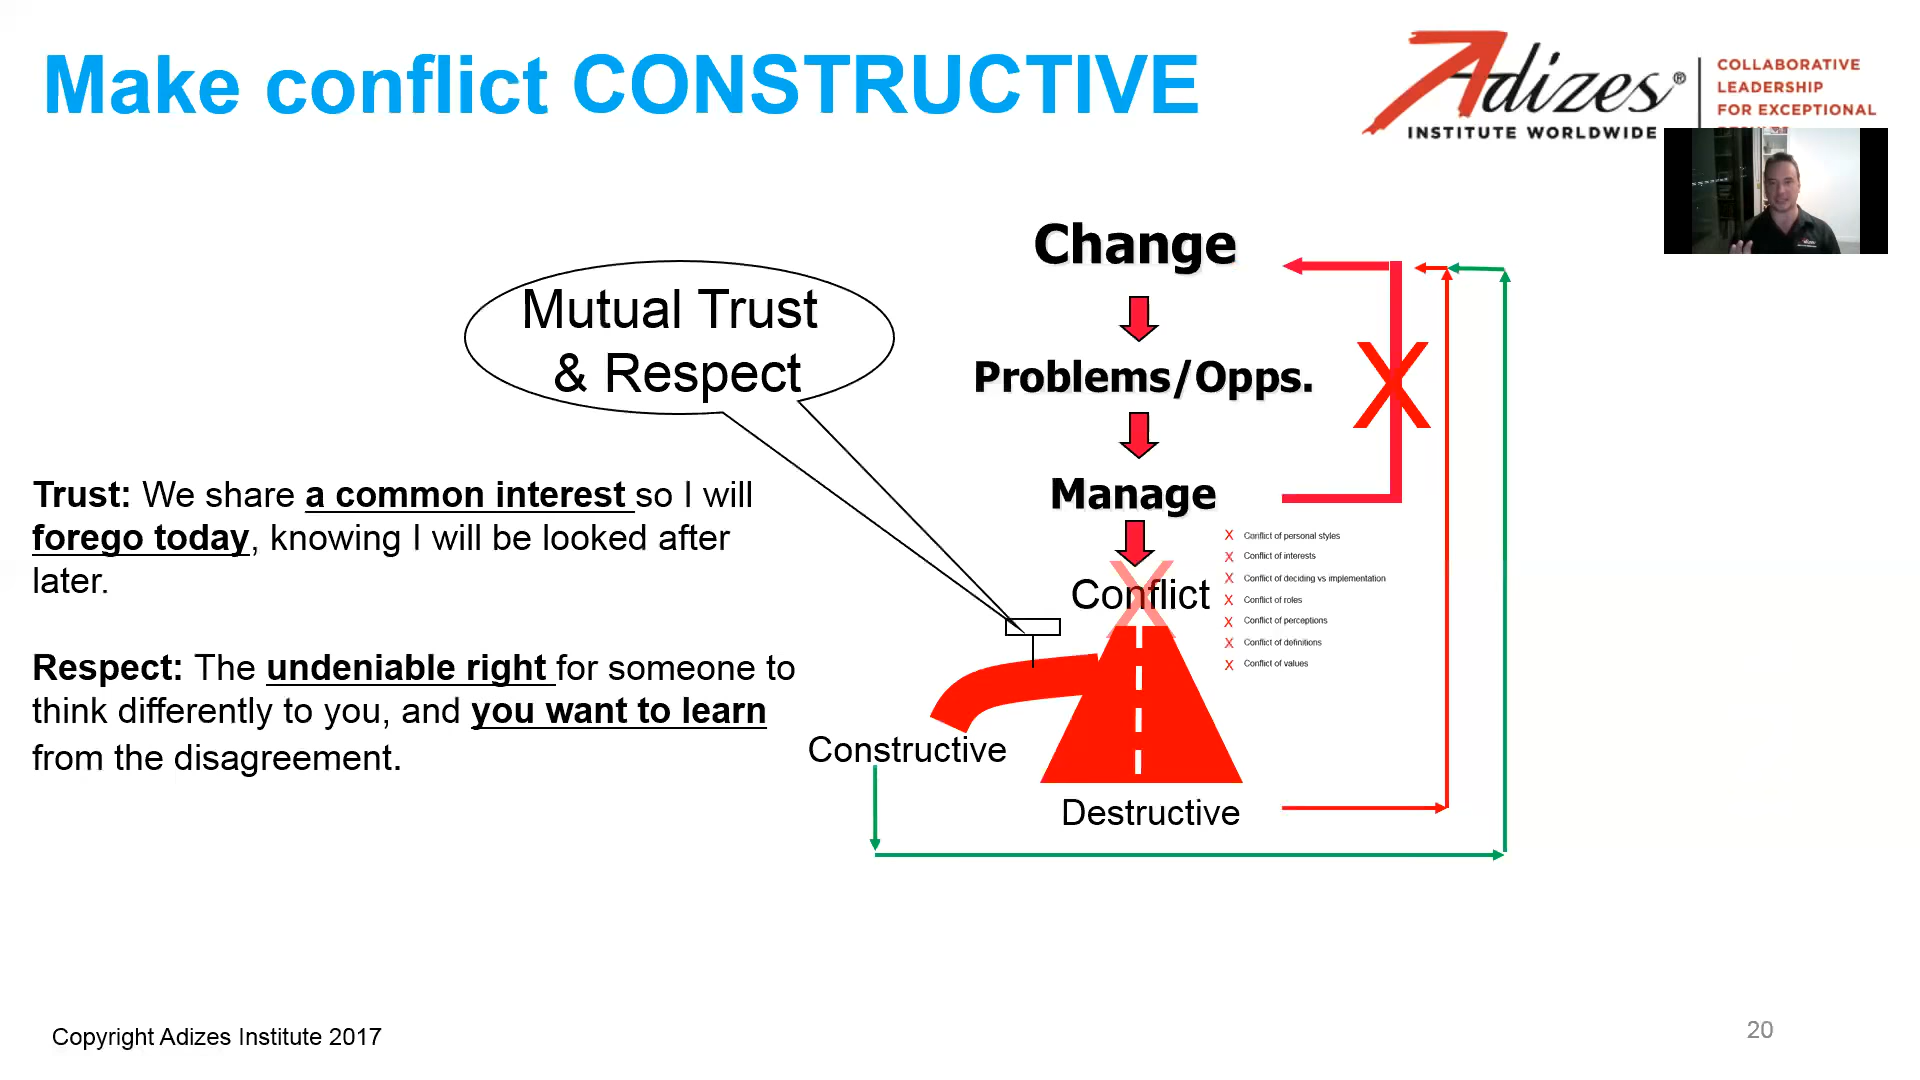 Make conflict CONSTRUCTIVE
Adizes®
INSTITUTE WORLDWIDE
COLLABORATIVE
LEADERSHIP
FOR EXCEPTIONAL
Change
Mutual Trust
& Respect
Problems/Opps.
X
Manage
Trust: We share a common interest so I will
forego today, knowing I will be looked after
later.
Respect: The undeniable right for someone to
think differently to you, and you want to learn
from the disagreement.
Conflict
X
X Conflict of personal styles
X Conflict of interests
X Conflict of deciding vs implementation
X Conflict of roles
X Conflict of perceptions
X Conflict of definitions
X Conflict of values
Constructive
Destructive
Copyright Adizes Institute 2017
20